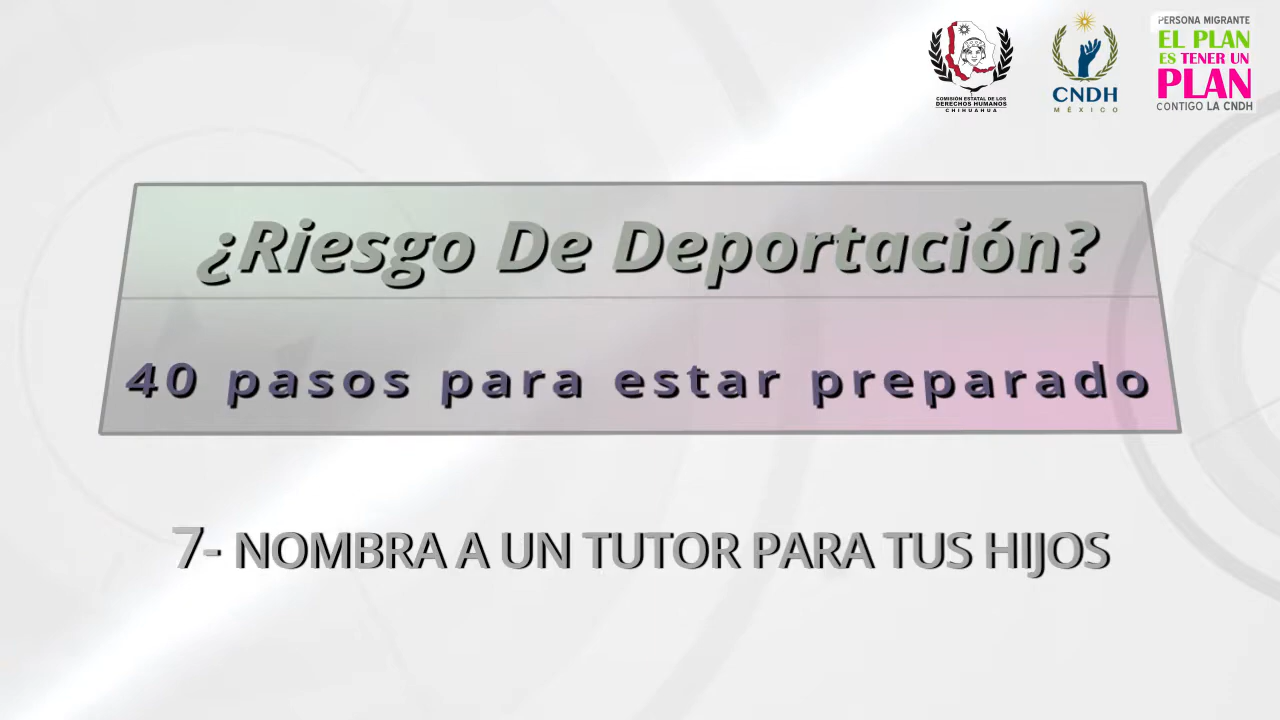 COMISIÓN ESTATAL DE LOS
DERECHOS HUMANOS
CHIHUAHUA
CNDH
MÉXICO
PERSONA MIGRANTE
EL PLAN
ES TENER UN
PLAN
CONTIGO LA CNDH
¿Riesgo De Deportación?
40 pasos para estar preparado
7- NOMBRA A UN TUTOR PARA TUS HIJOS